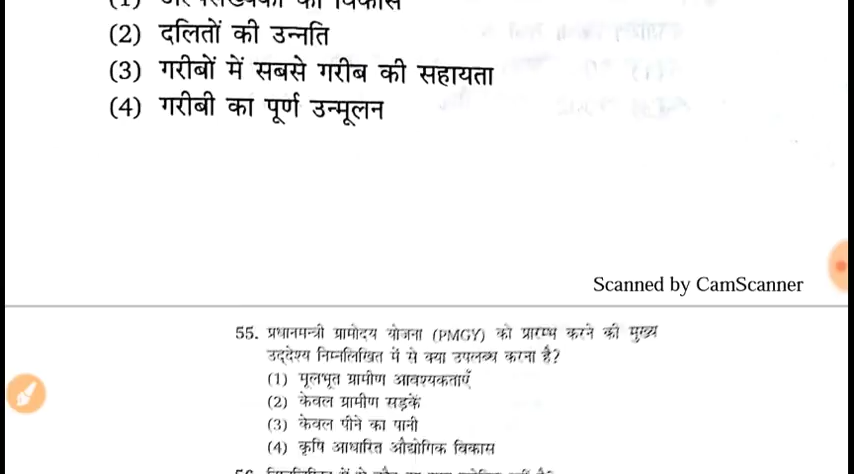 (2) दलितों की उन्नति
(3) गरीबों में सबसे गरीब की सहायता
(4) गरीबी का पूर्ण उन्मूलन
Scanned by CamScanner
55. प्रधानमन्त्री ग्रामोदय योजना (PMGY) को प्रारम्भ करने की मुख्य
उद्देश्य निम्नलिखित में से क्या उपलब्ध करना है?
(1) मूलभूत ग्रामीण आवश्यकताएँ
(2) केवल ग्रामीण सड़कें
(3) केवल पीने का पानी
(4) कृषि आधारित औद्योगिक विकास